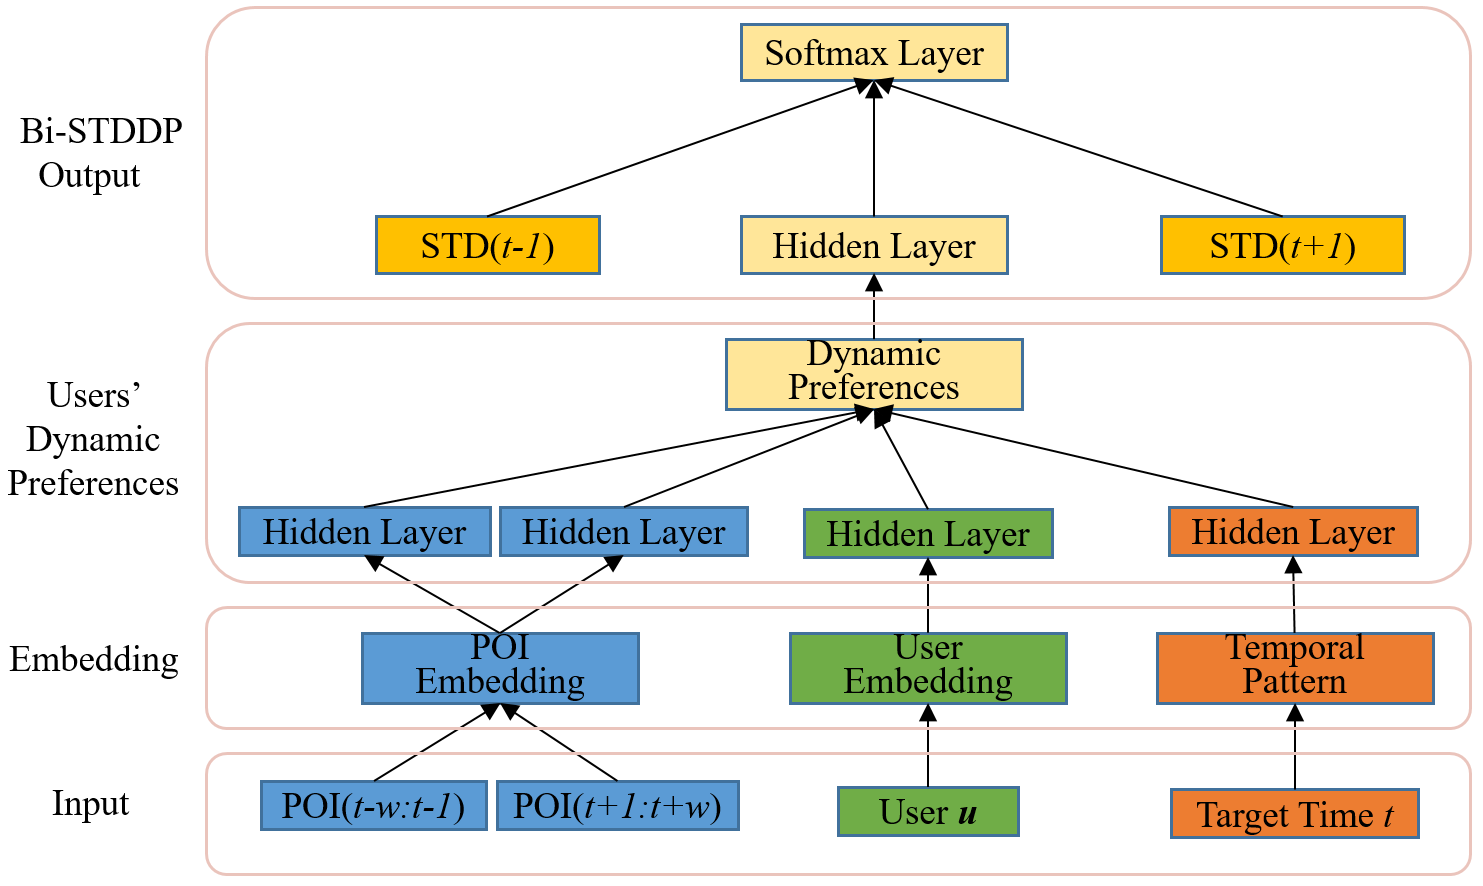 Softmax Layer
Bi-STDDP
Output
STD(t-1)
Hidden Layer
STD(t+1)
Dynamic
Preferences
Users’
Dynamic
Preferences
Hidden Layer
Hidden Layer
Hidden Layer
Hidden Layer
Embedding
POI
Embedding
User
Embedding
Temporal
Pattern
Input
POI(t-w:t-1)
POI(t+1:t+w)
User u
Target Time t